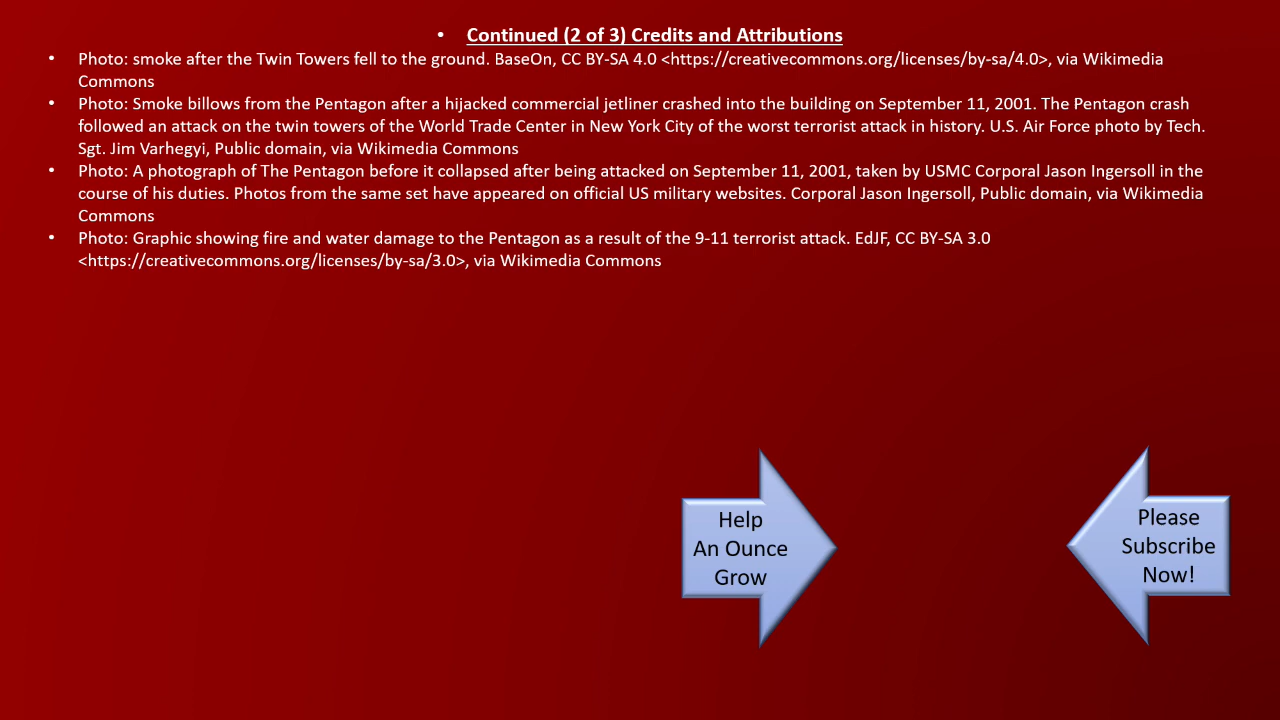 • Continued (2 of 3) Credits and Attributions
• Photo: smoke after the Twin Towers fell to the ground. BaseOn, CC BY-SA 4.0 <https://creativecommons.org/licenses/by-sa/4.0>, via Wikimedia
Commons
• Photo: Smoke billows from the Pentagon after a hijacked commercial jetliner crashed into the building on September 11, 2001. The Pentagon crash
followed an attack on the twin towers of the World Trade Center in New York City of the worst terrorist attack in history. U.S. Air Force photo by Tech.
Sgt. Jim Varhegyi, Public domain, via Wikimedia Commons
• Photo: A photograph of The Pentagon before it collapsed after being attacked on September 11, 2001, taken by USMC Corporal Jason Ingersoll in the
course of his duties. Photos from the same set have appeared on official US military websites. Corporal Jason Ingersoll, Public domain, via Wikimedia
Commons
• Photo: Graphic showing fire and water damage to the Pentagon as a result of the 9-11 terrorist attack. EdJF, CC BY-SA 3.0
<https://creativecommons.org/licenses/by-sa/3.0>, via Wikimedia Commons
Help
An Ounce
Grow
Please
Subscribe
Now!